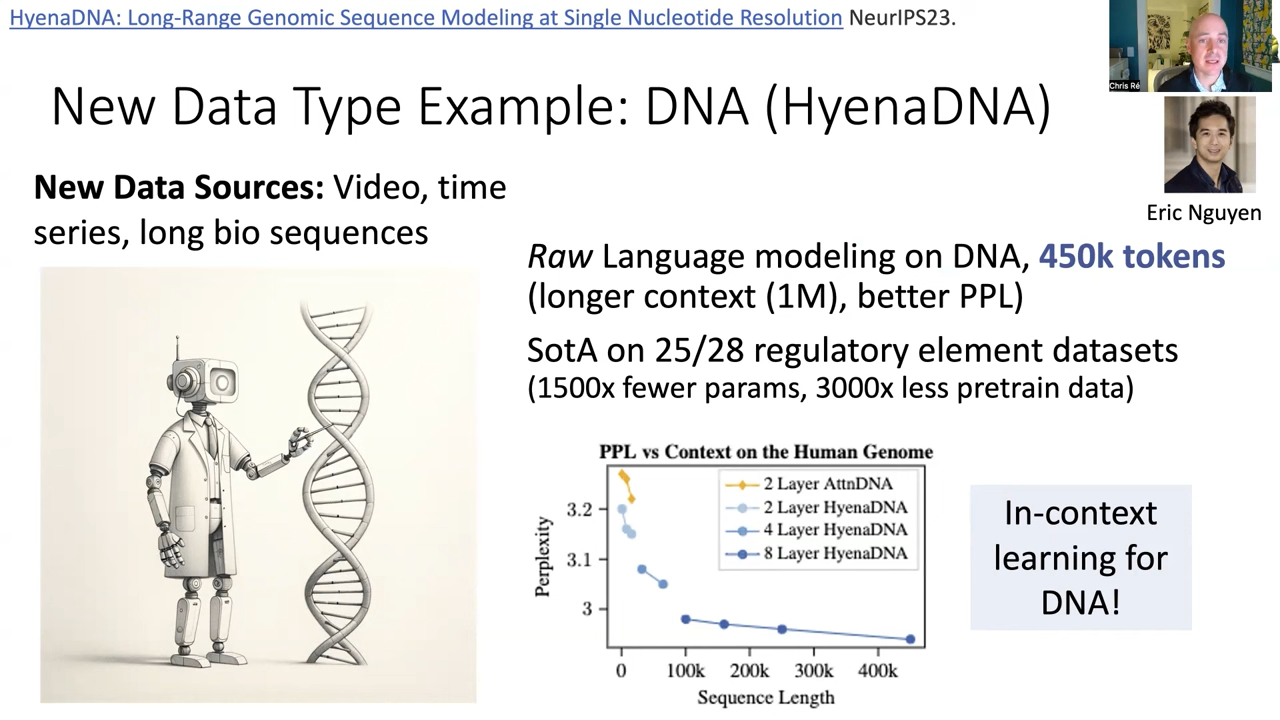 HyenaDNA: Long-Range Genomic Sequence Modeling at Single Nucleotide Resolution NeurIPS23.
Chris Ré
New Data Type Example: DNA (HyenaDNA)
Eric Nguyen
New Data Sources: Video, time
series, long bio sequences
Raw Language modeling on DNA, 450k tokens
(longer context (1M), better PPL)
SotA on 25/28 regulatory element datasets
(1500x fewer params, 3000x less pretrain data)
PPL vs Context on the Human Genome
2 Layer AttnDNA
2 Layer HyenaDNA
4 Layer HyenaDNA
8 Layer HyenaDNA
Perplexity
3.2
3.1
3
0 100k 200k 300k 400k
Sequence Length
In-context
learning for
DNA!